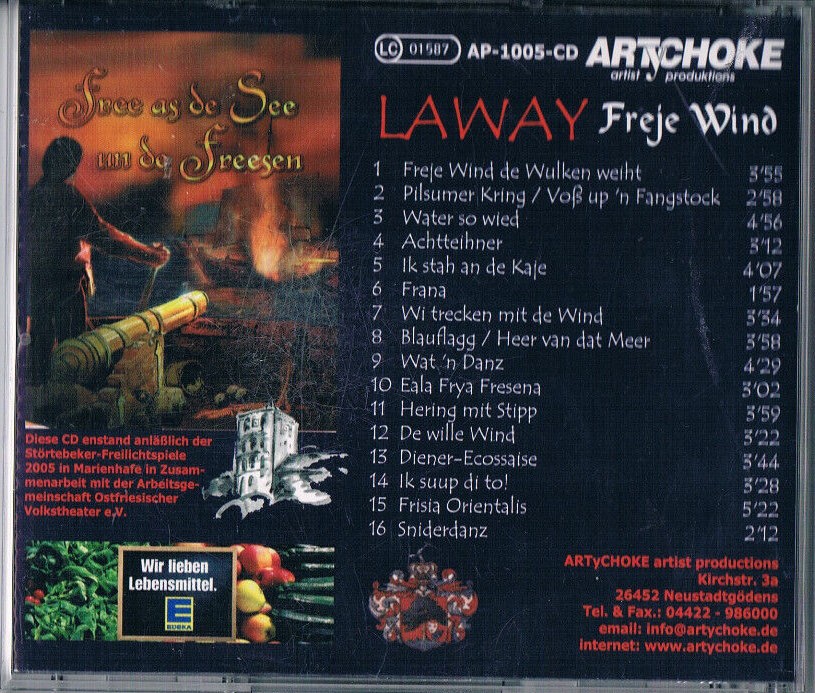 Free as de See
un de Freesen
Diese CD enstand anläßlich der
Störtebeker-Freilichtspiele
2005 in Marienhafe in Zusam-
menarbeit mit der Arbeitsge-
meinschaft Ostfriesischer
Volkstheater e.V.
Wir lieben
Lebensmittel.
E
EDEKA
LC 01587 AP-1005-CD ARTyCHOKE
artist produktions
LAWAY Freje Wind
1 Freje Wind de Wulken weiht 3'55
2 Pilsumer Kring / Voß up 'n Fangstock 2'58
3 Water so wied 4'56
4 Achtteihner 3'12
5 Ik stah an de Kaje 4'07
6 Frana 1'57
7 Wi trecken mit de Wind 3'34
8 Blauflagg / Heer van dat Meer 3'58
9 Wat 'n Danz 4'29
10 Eala Frya Fresena 3'02
11 Hering mit Stipp 3'59
12 De wille Wind 3'22
13 Diener-Ecossaise 3'44
14 Ik suup di to! 3'28
15 Frisia Orientalis 5'22
16 Sniderdanz 2'12
ARTyCHOKE artist productions
Kirchstr. 3a
26452 Neustadtgödens
Tel. & Fax.: 04422 - 986000
email: info@artychoke.de
internet: www.artychoke.de